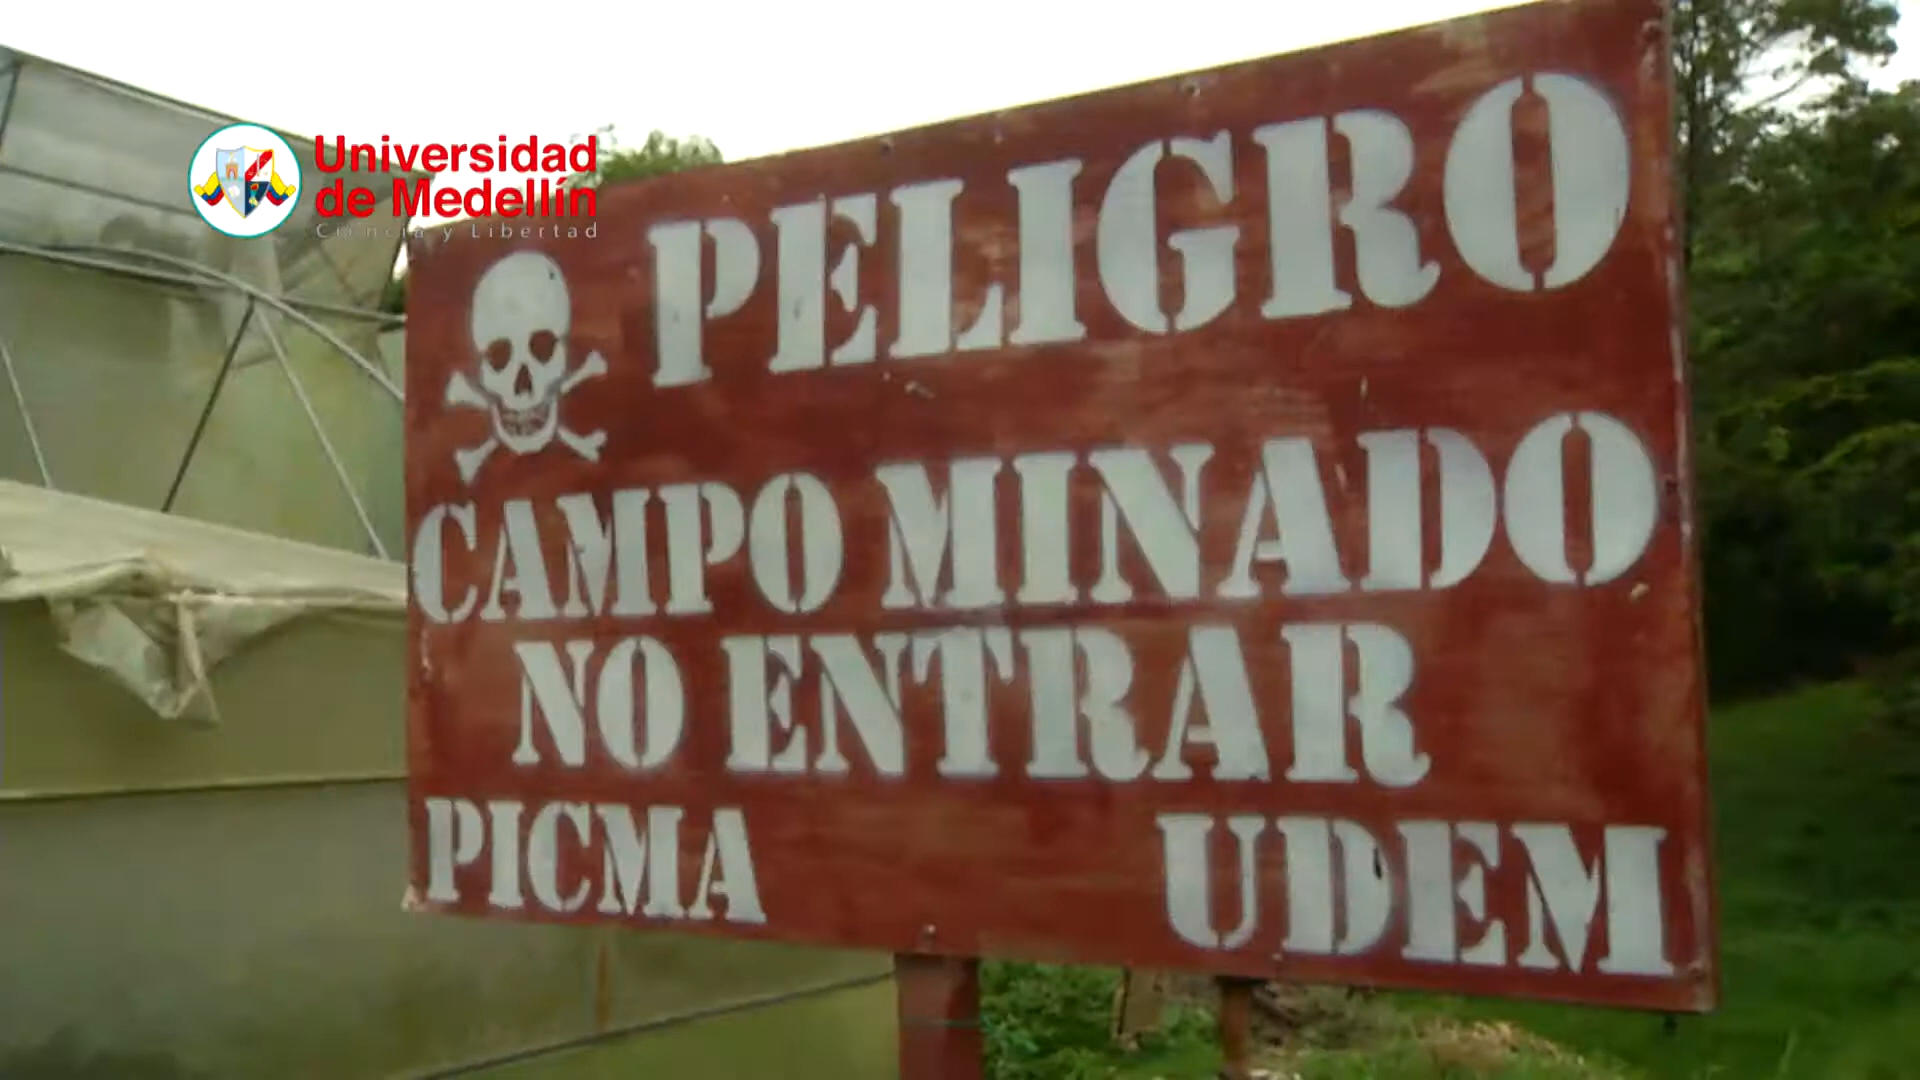 Universidad
de Medellín
Ciencia y Libertad
PELIGRO
CAMPO MINADO
NO ENTRAR
PICMA UDEM